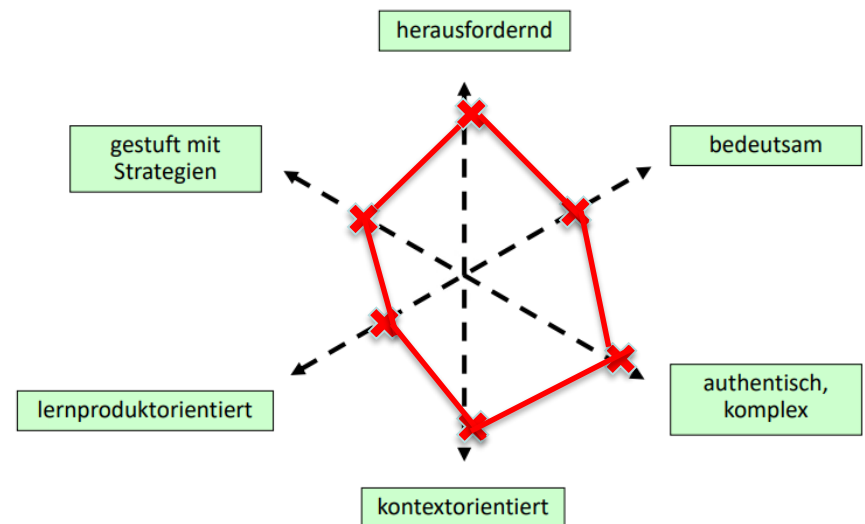 herausfordernd
gestuft mit
Strategien
bedeutsam
lernproduktorientiert
authentisch,
komplex
kontextorientiert